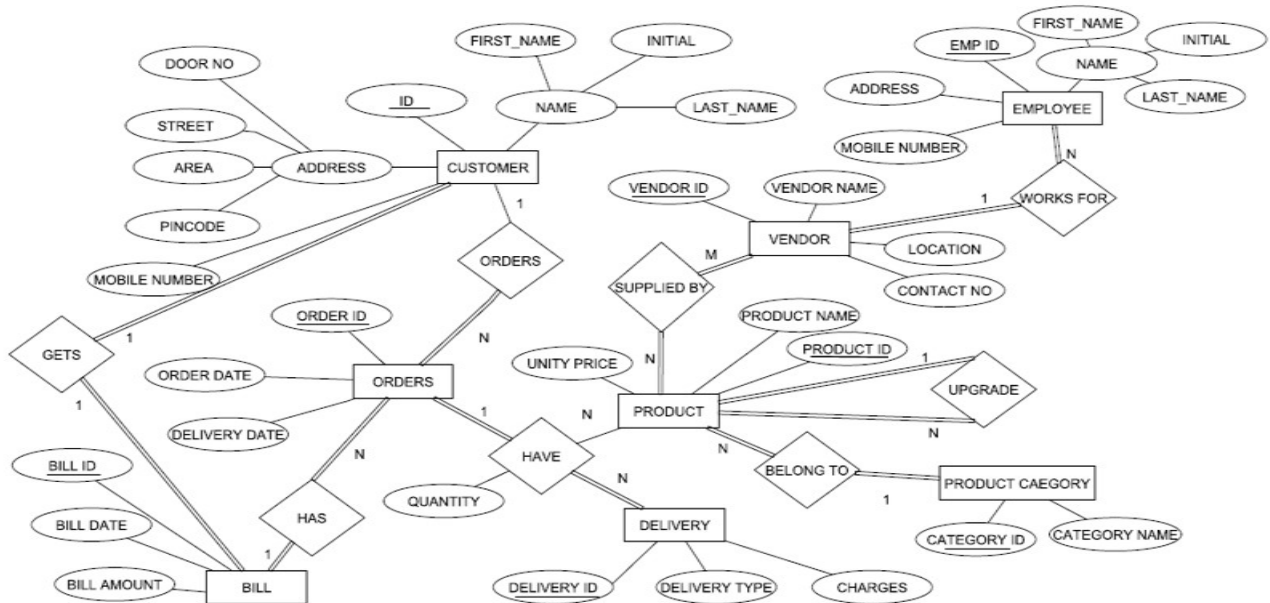 FIRST_NAME
INITIAL
DOOR NO
ID
NAME
LAST_NAME
STREET
AREA
ADDRESS
CUSTOMER
PINCODE
MOBILE NUMBER
1
ORDERS
N
FIRST_NAME
EMP ID
INITIAL
NAME
ADDRESS
EMPLOYEE
LAST_NAME
MOBILE NUMBER
N
WORKS FOR
1
VENDOR ID
VENDOR NAME
VENDOR
LOCATION
CONTACT NO
M
SUPPLIED BY
N
PRODUCT NAME
PRODUCT ID
UNITY PRICE
PRODUCT
1
UPGRADE
N
N
BELONG TO
1
PRODUCT CAEGORY
CATEGORY ID
CATEGORY NAME
1
GETS
1
ORDER ID
ORDER DATE
ORDERS
DELIVERY DATE
1
N
HAVE
QUANTITY
N
DELIVERY
DELIVERY ID
DELIVERY TYPE
CHARGES
N
HAS
1
BILL ID
BILL DATE
BILL AMOUNT
BILL